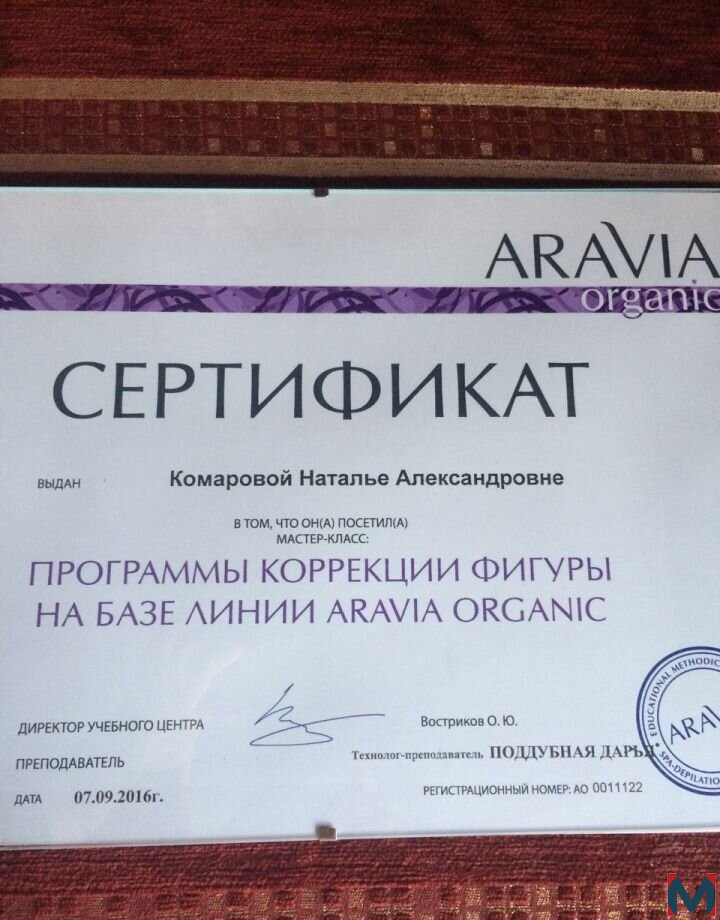 ARAVIA
organic
СЕРТИФИКАТ
ВЫДАН Комаровой Наталье Александровне
В ТОМ, ЧТО ОН(А) ПОСЕТИЛ(А)
МАСТЕР-КЛАСС:
ПРОГРАММЫ КОРРЕКЦИИ ФИГУРЫ
НА БАЗЕ ЛИНИИ ARAVIA ORGANIC
ДИРЕКТОР УЧЕБНОГО ЦЕНТРА Востриков О. Ю.
ПРЕПОДАВАТЕЛЬ Технолог-преподаватель ПОДДУБНАЯ ДАРЬЯ
ДАТА 07.09.2016г. РЕГИСТРАЦИОННЫЙ НОМЕР: АО 0011122
EDUCATIONAL METHODIC
ARAV
SPA-DEPILATIO
M